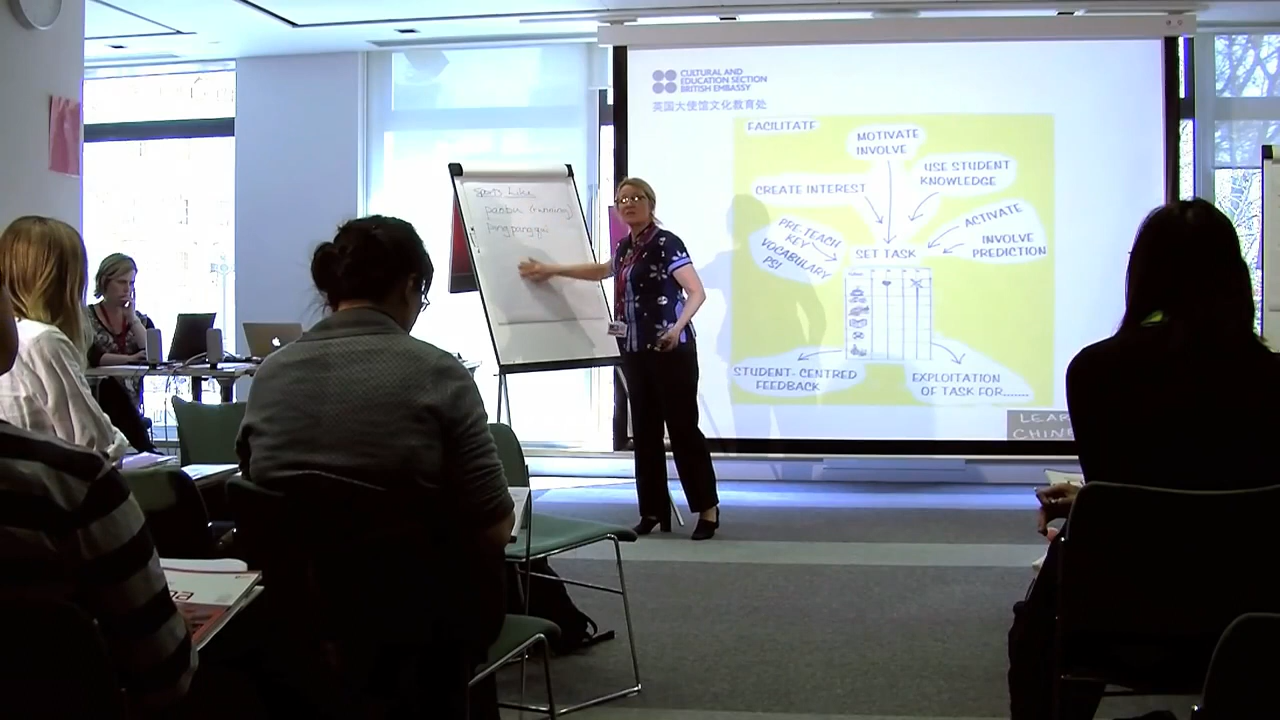 Sports I like
paobu (running)
pingpangqiu
CULTURAL AND
EDUCATION SECTION
BRITISH EMBASSY
英国大使馆文化教育处
FACILITATE
MOTIVATE
INVOLVE
USE STUDENT
KNOWLEDGE
CREATE INTEREST
ACTIVATE
PRE-TEACH
KEY
VOCABULARY
PS!
INVOLVE
PREDICTION
SET TASK
STUDENT-CENTRED
FEEDBACK
EXPLOITATION
OF TASK FOR.......
LEAR
CHINE